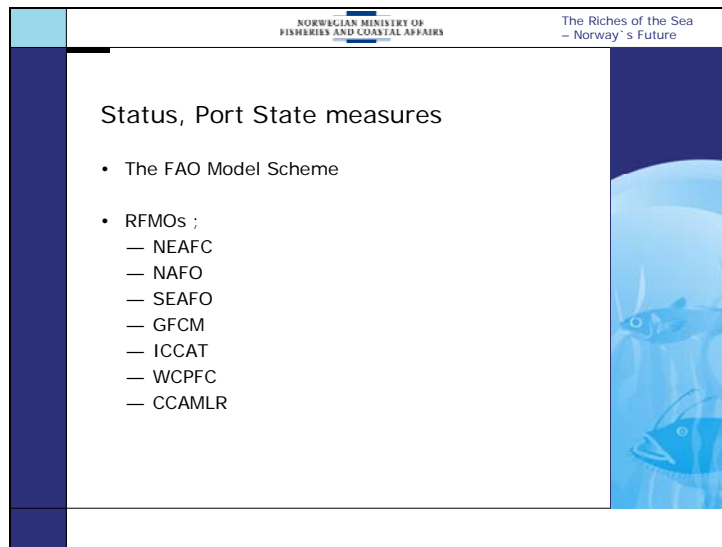 NORWEGIAN MINISTRY OF
FISHERIES AND COASTAL AFFAIRS
The Riches of the Sea
– Norway`s Future
Status, Port State measures
• The FAO Model Scheme
• RFMOs ;
— NEAFC
— NAFO
— SEAFO
— GFCM
— ICCAT
— WCPFC
— CCAMLR